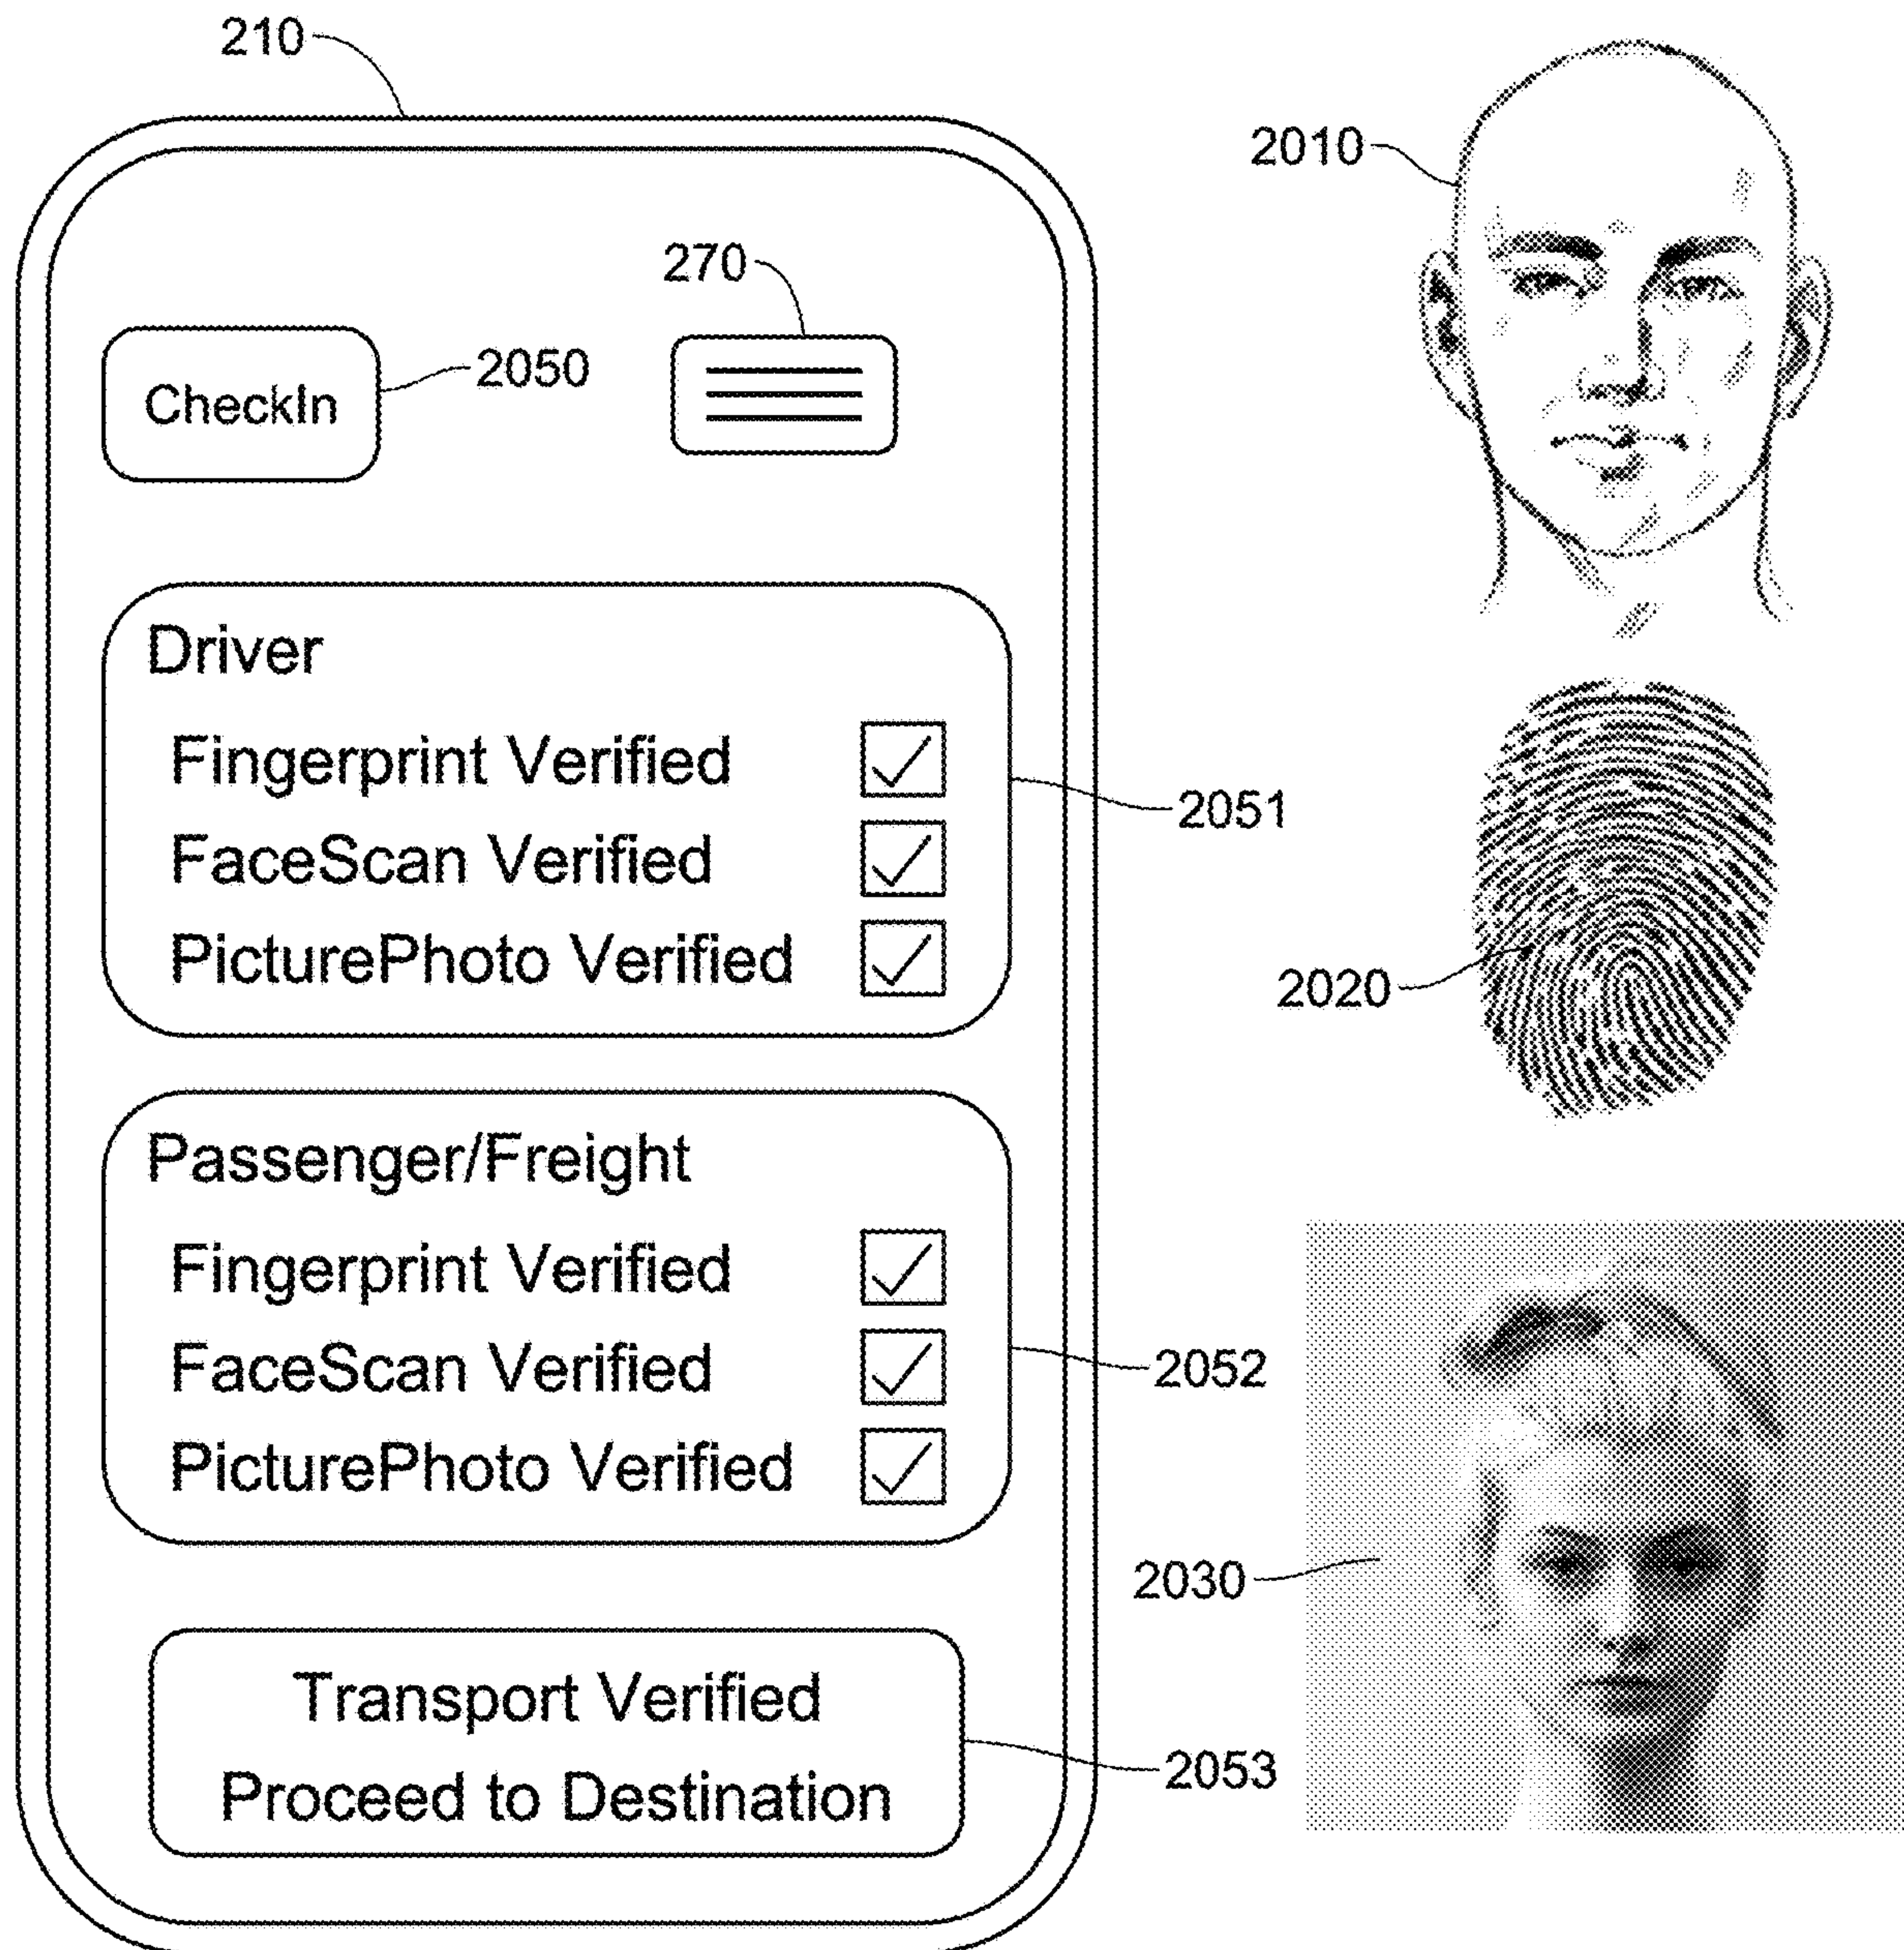 210
2010
270
2050
CheckIn
Driver
Fingerprint Verified
FaceScan Verified
PicturePhoto Verified
2051
2020
Passenger/Freight
Fingerprint Verified
FaceScan Verified
PicturePhoto Verified
2052
2030
Transport Verified
Proceed to Destination
2053